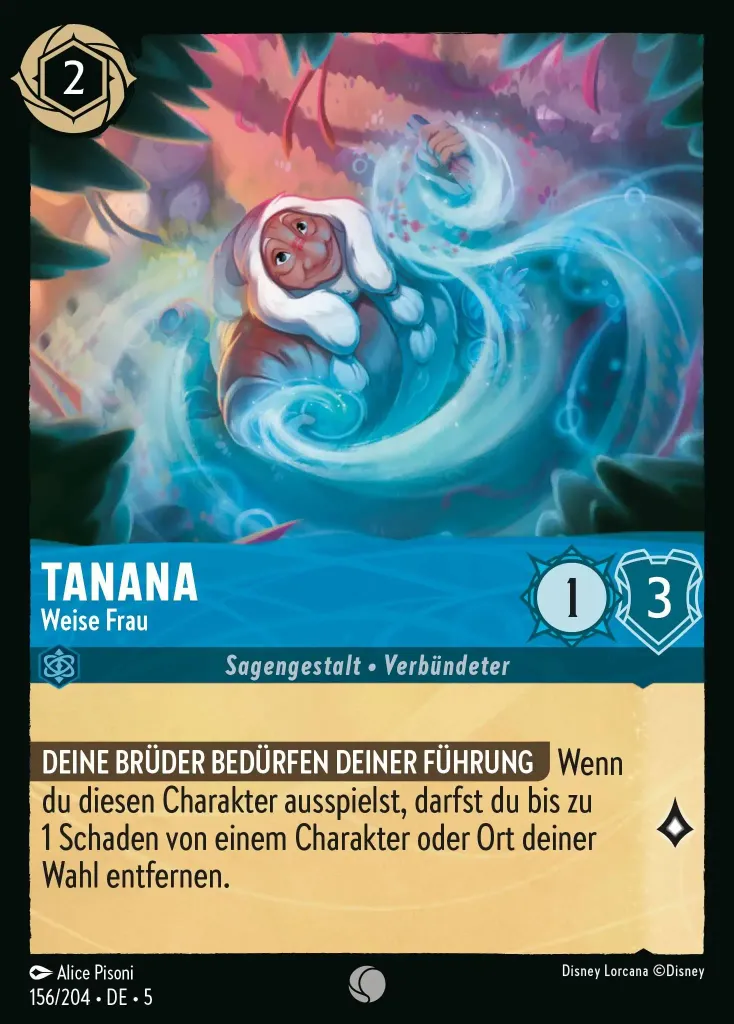 2
TANANA
Weise Frau
1
3
Sagengestalt • Verbündeter
DEINE BRÜDER BEDÜRFEN DEINER FÜHRUNG Wenn
du diesen Charakter ausspielst, darfst du bis zu
1 Schaden von einem Charakter oder Ort deiner
Wahl entfernen.
Alice Pisoni
Disney Lorcana ©Disney
156/204 • DE • 5